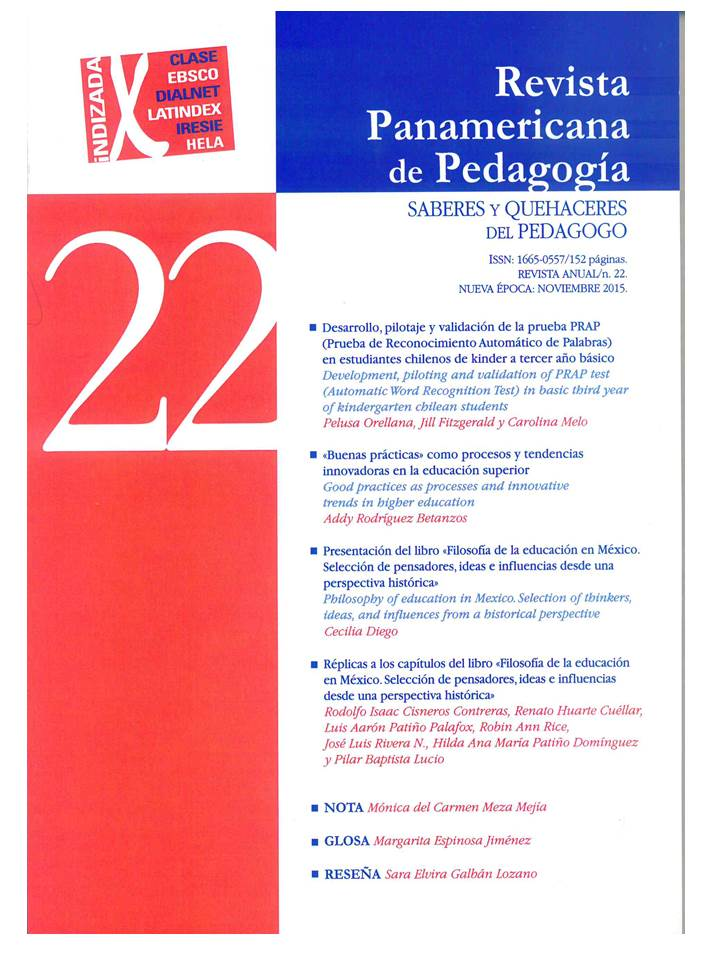 INDIZADA
CLASE
EBSCO
DIALNET
LATINDEX
IRESIE
HELA
Revista
Panamericana
de Pedagogía
SABERES Y QUEHACERES
DEL PEDAGOGO
ISSN: 1665-0557/152 páginas.
REVISTA ANUAL/n. 22.
NUEVA ÉPOCA: NOVIEMBRE 2015.
22
Desarrollo, pilotaje y validación de la prueba PRAP
(Prueba de Reconocimiento Automático de Palabras)
en estudiantes chilenos de kinder a tercer año básico
Development, piloting and validation of PRAP test
(Automatic Word Recognition Test) in basic third year
of kindergarten chilean students
Pelusa Orellana, Jill Fitzgerald y Carolina Melo
«Buenas prácticas» como procesos y tendencias
innovadoras en la educación superior
Good practices as processes and innovative
trends in higher education
Addy Rodríguez Betanzos
Presentación del libro «Filosofía de la educación en México.
Selección de pensadores, ideas e influencias desde una
perspectiva histórica»
Philosophy of education in Mexico. Selection of thinkers,
ideas, and influences from a historical perspective
Cecilia Diego
Réplicas a los capítulos del libro «Filosofía de la educación
en México. Selección de pensadores, ideas e influencias
desde una perspectiva histórica»
Rodolfo Isaac Cisneros Contreras, Renato Huarte Cuéllar,
Luis Aarón Patiño Palafox, Robin Ann Rice,
José Luis Rivera N., Hilda Ana María Patiño Domínguez
y Pilar Baptista Lucio
NOTA Mónica del Carmen Meza Mejía
GLOSA Margarita Espinosa Jiménez
RESEÑA Sara Elvira Galbán Lozano